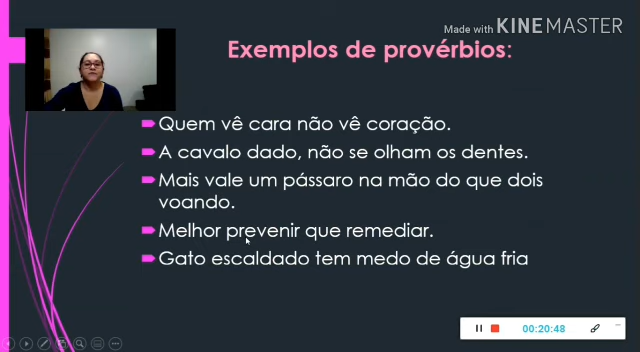 Made with KINEMASTER
Exemplos de provérbios:
Quem vê cara não vê coração.
A cavalo dado, não se olham os dentes.
Mais vale um pássaro na mão do que dois
voando.
Melhor prevenir que remediar.
Gato escaldado tem medo de água fria
00:20:48